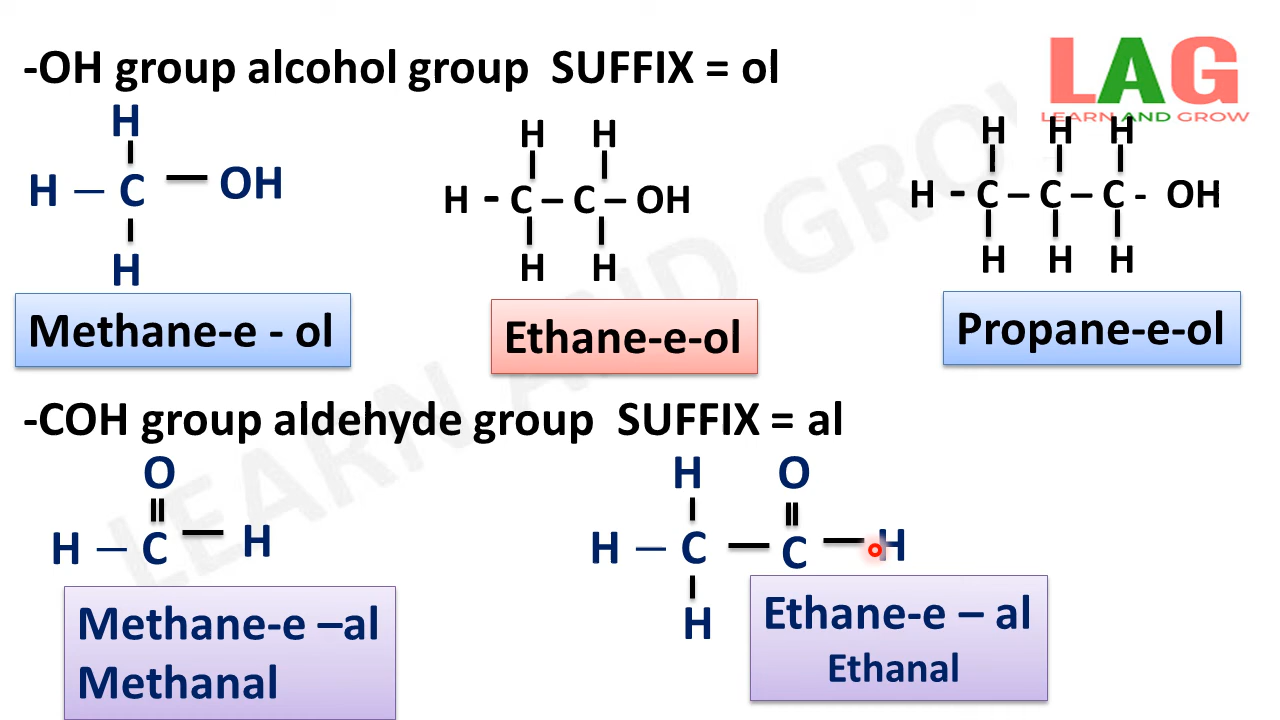 -OH group alcohol group SUFFIX = ol
LAG
LEARN AND GROW
H
H – C — OH
H
H H
H - C – C – OH
H H
H H H
H - C – C – C - OH
H H H
Methane-e - ol
Ethane-e-ol
Propane-e-ol
-COH group aldehyde group SUFFIX = al
O
H – C — H
H O
H – C — C — H
H
Methane-e –al
Methanal
Ethane-e – al
Ethanal
LEARN AND GROW